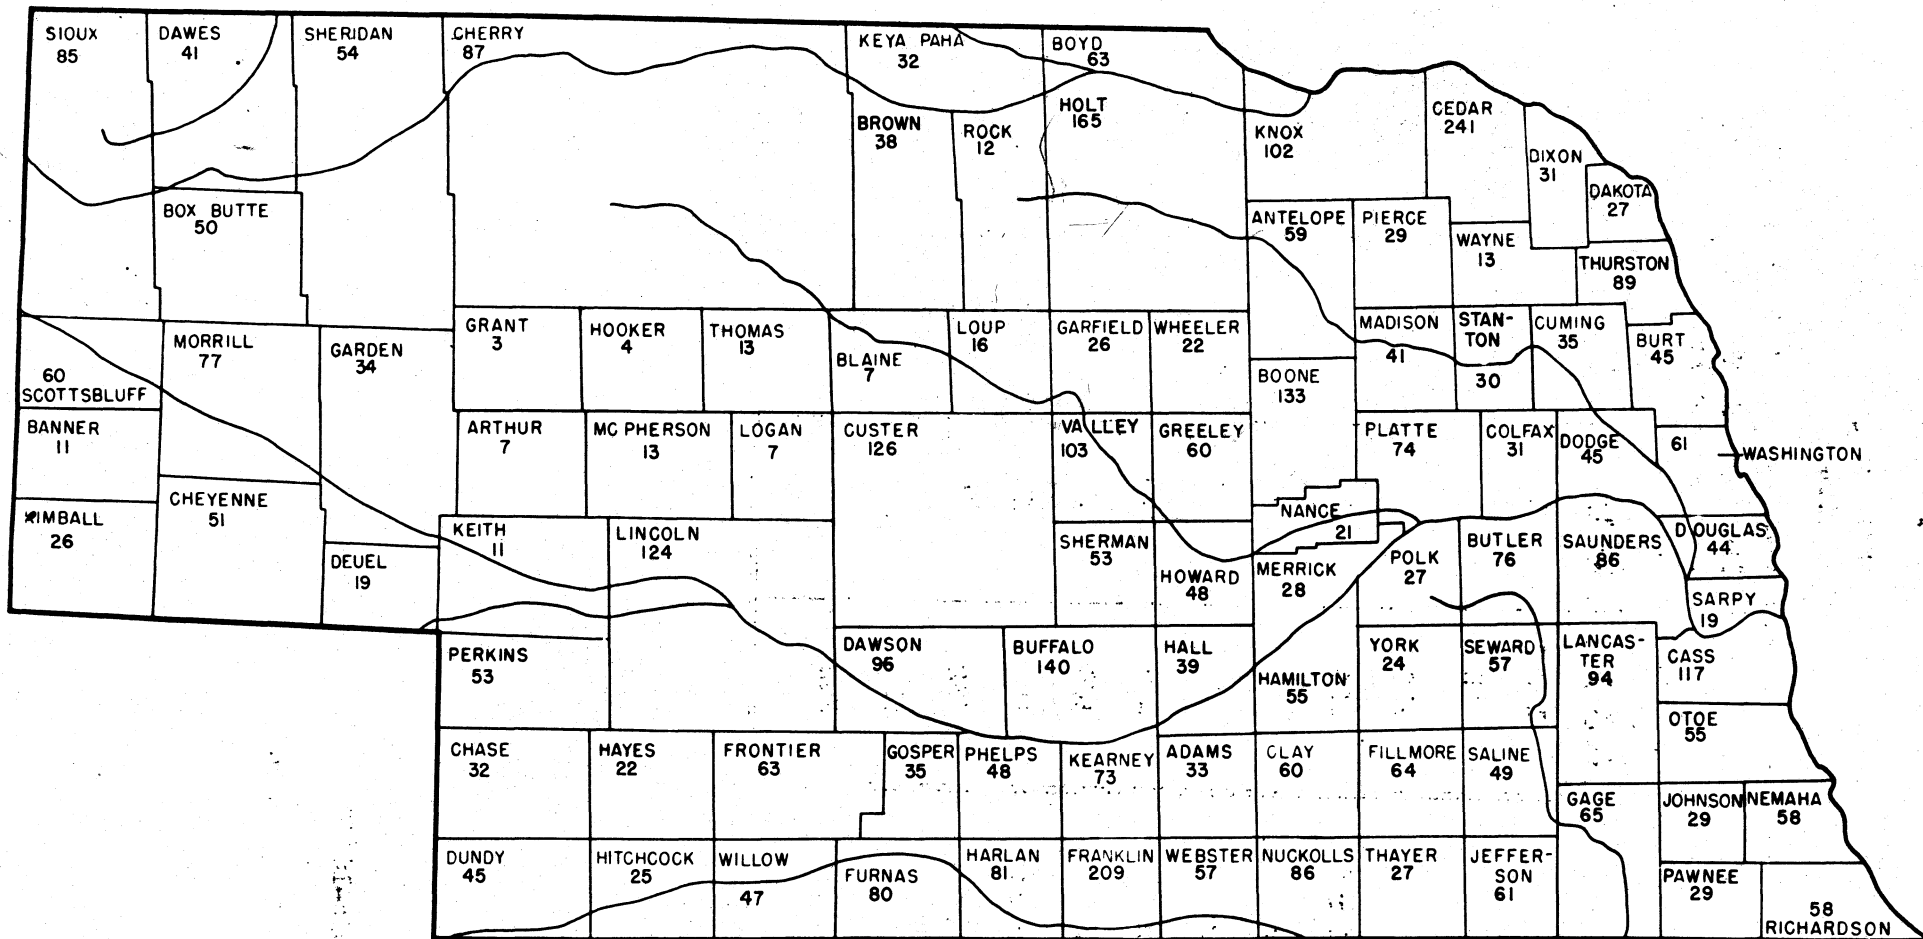 SIOUX
85
DAWES
41
SHERIDAN
54
CHERRY
87
KEYA PAHA
32
BOYD
63
HOLT
165
BROWN
38
ROCK
12
KNOX
102
CEDAR
241
DIXON
31
DAKOTA
27
BOX BUTTE
50
ANTELOPE
59
PIERCE
29
WAYNE
13
THURSTON
89
60
SCOTTSBLUFF
MORRILL
77
GARDEN
34
GRANT
3
HOOKER
4
THOMAS
13
BLAINE
7
LOUP
16
GARFIELD
26
WHEELER
22
BOONE
133
MADISON
41
STAN-
TON
30
CUMING
35
BURT
45
BANNER
11
ARTHUR
7
MC PHERSON
13
LOGAN
7
CUSTER
126
VALLEY
103
GREELEY
60
PLATTE
74
COLFAX
31
DODGE
45
61
WASHINGTON
KIMBALL
26
CHEYENNE
51
DEUEL
19
KEITH
11
LINCOLN
124
SHERMAN
53
HOWARD
48
NANCE
21
MERRICK
28
POLK
27
BUTLER
76
SAUNDERS
86
DOUGLAS
44
SARPY
19
PERKINS
53
DAWSON
96
BUFFALO
140
HALL
39
HAMILTON
55
YORK
24
SEWARD
57
LANCAS-
TER
94
CASS
117
OTOE
55
CHASE
32
HAYES
22
FRONTIER
63
GOSPER
35
PHELPS
48
KEARNEY
73
ADAMS
33
CLAY
60
FILLMORE
64
SALINE
49
GAGE
65
JOHNSON
29
NEMAHA
58
DUNDY
45
HITCHCOCK
25
WILLOW
47
FURNAS
80
HARLAN
81
FRANKLIN
209
WEBSTER
57
NUCKOLLS
86
THAYER
27
JEFFER-
SON
61
PAWNEE
29
58
RICHARDSON